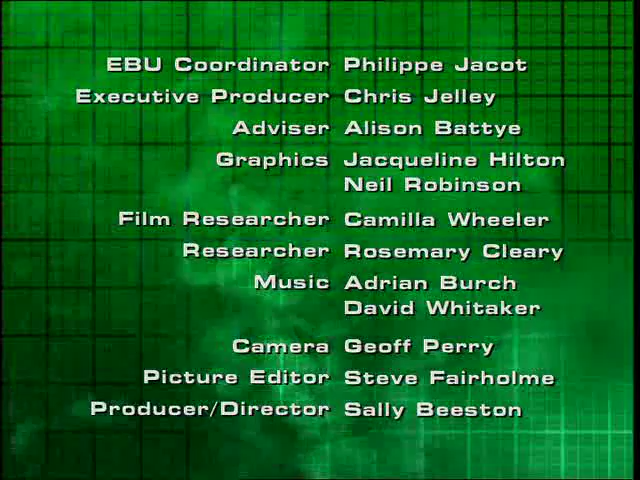 EBU Coordinator Philippe Jacot
Executive Producer Chris Jelley
Adviser Alison Battye
Graphics Jacqueline Hilton
Neil Robinson
Film Researcher Camilla Wheeler
Researcher Rosemary Cleary
Music Adrian Burch
David Whitaker
Camera Geoff Perry
Picture Editor Steve Fairholme
Producer/Director Sally Beeston